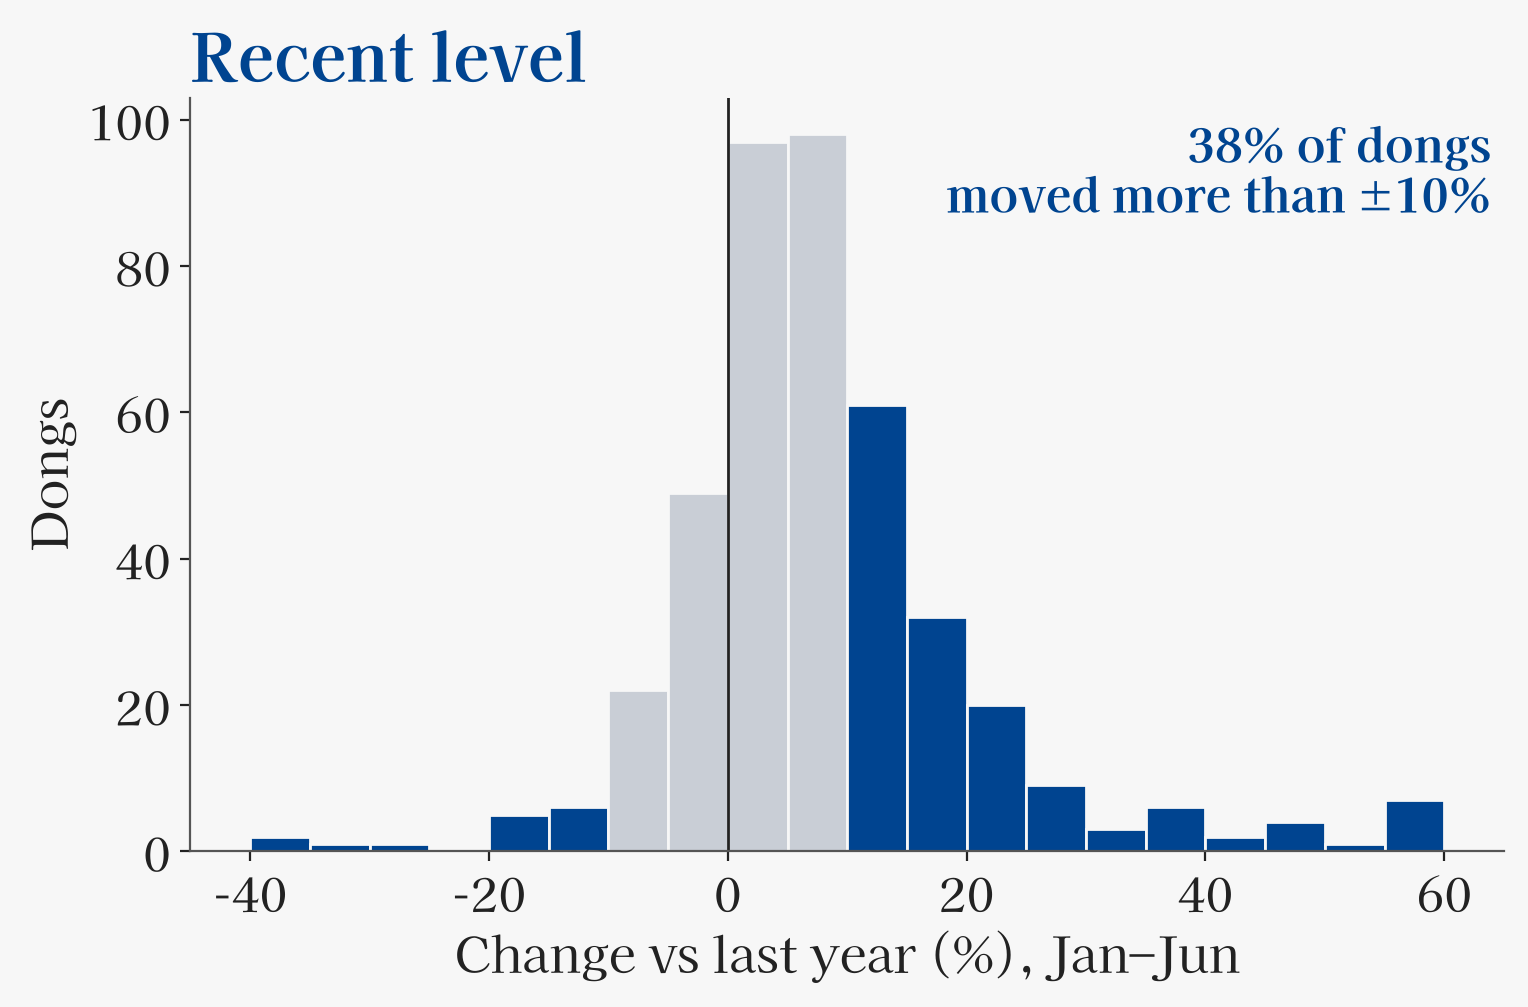 Recent level
38% of dongs
moved more than ±10%
100
80
60
40
20
0
Dongs
-40 -20 0 20 40 60
Change vs last year (%), Jan–Jun